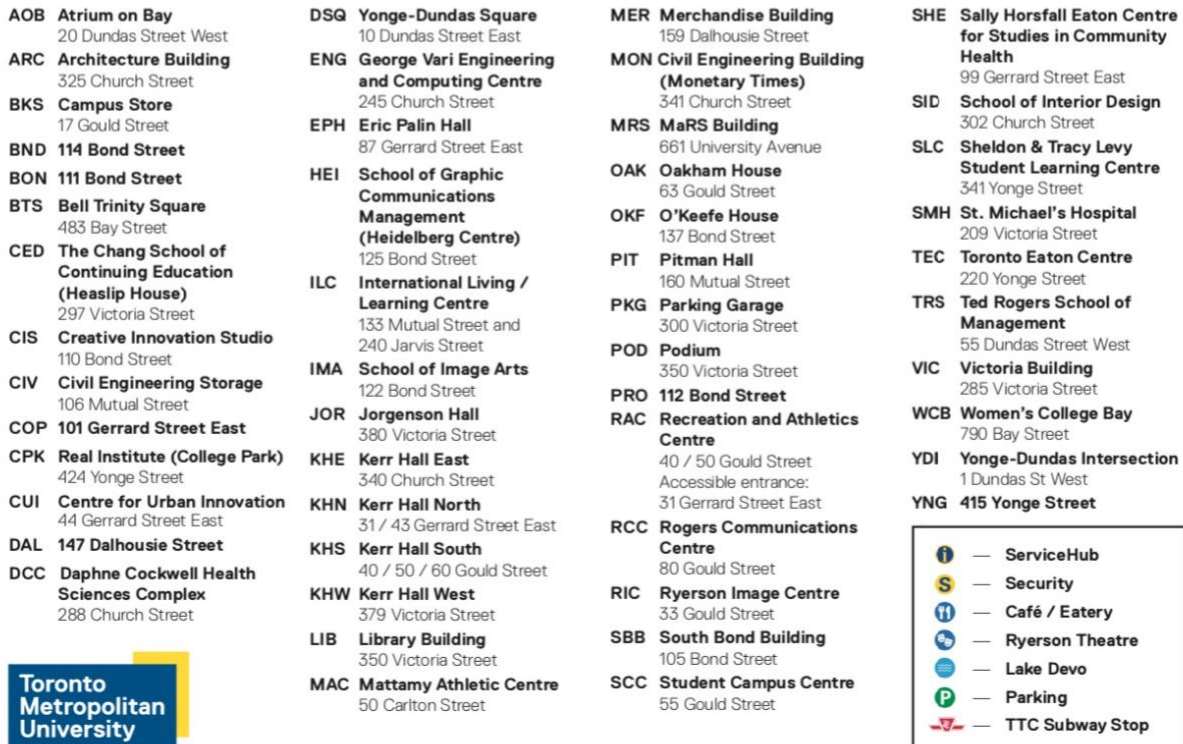 AOB Atrium on Bay
20 Dundas Street West
ARC Architecture Building
325 Church Street
BKS Campus Store
17 Gould Street
BND 114 Bond Street
BON 111 Bond Street
BTS Bell Trinity Square
483 Bay Street
CED The Chang School of
Continuing Education
(Heaslip House)
297 Victoria Street
CIS Creative Innovation Studio
110 Bond Street
CIV Civil Engineering Storage
106 Mutual Street
COP 101 Gerrard Street East
CPK Real Institute (College Park)
424 Yonge Street
CUI Centre for Urban Innovation
44 Gerrard Street East
DAL 147 Dalhousie Street
DCC Daphne Cockwell Health
Sciences Complex
288 Church Street
Toronto
Metropolitan
University
DSQ Yonge-Dundas Square
10 Dundas Street East
ENG George Vari Engineering
and Computing Centre
245 Church Street
EPH Eric Palin Hall
87 Gerrard Street East
HEI School of Graphic
Communications
Management
(Heidelberg Centre)
125 Bond Street
ILC International Living /
Learning Centre
133 Mutual Street and
240 Jarvis Street
IMA School of Image Arts
122 Bond Street
JOR Jorgenson Hall
380 Victoria Street
KHE Kerr Hall East
340 Church Street
KHN Kerr Hall North
31 / 43 Gerrard Street East
KHS Kerr Hall South
40 / 50 / 60 Gould Street
KHW Kerr Hall West
379 Victoria Street
LIB Library Building
350 Victoria Street
MAC Mattamy Athletic Centre
50 Carlton Street
MER Merchandise Building
159 Dalhousie Street
MON Civil Engineering Building
(Monetary Times)
341 Church Street
MRS MaRS Building
661 University Avenue
OAK Oakham House
63 Gould Street
OKF O'Keefe House
137 Bond Street
PIT Pitman Hall
160 Mutual Street
PKG Parking Garage
300 Victoria Street
POD Podium
350 Victoria Street
PRO 112 Bond Street
RAC Recreation and Athletics
Centre
40 / 50 Gould Street
Accessible entrance:
31 Gerrard Street East
RCC Rogers Communications
Centre
80 Gould Street
RIC Ryerson Image Centre
33 Gould Street
SBB South Bond Building
105 Bond Street
SCC Student Campus Centre
55 Gould Street
SHE Sally Horsfall Eaton Centre
for Studies in Community
Health
99 Gerrard Street East
SID School of Interior Design
302 Church Street
SLC Sheldon & Tracy Levy
Student Learning Centre
341 Yonge Street
SMH St. Michael's Hospital
209 Victoria Street
TEC Toronto Eaton Centre
220 Yonge Street
TRS Ted Rogers School of
Management
55 Dundas Street West
VIC Victoria Building
285 Victoria Street
WCB Women's College Bay
790 Bay Street
YDI Yonge-Dundas Intersection
1 Dundas St West
YNG 415 Yonge Street
i — ServiceHub
S — Security
— Café / Eatery
— Ryerson Theatre
— Lake Devo
P — Parking
— TTC Subway Stop